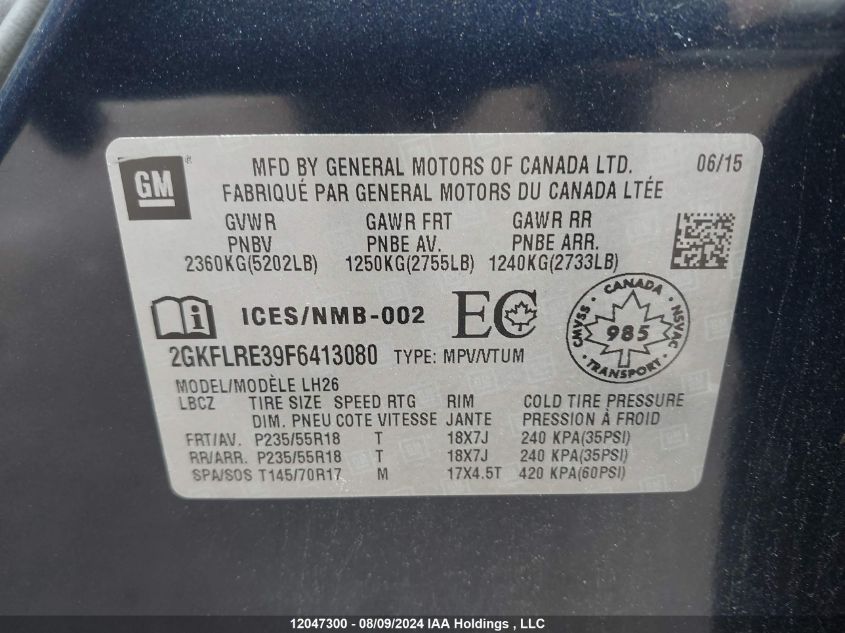 GM
MFD BY GENERAL MOTORS OF CANADA LTD. 06/15
FABRIQUÉ PAR GENERAL MOTORS DU CANADA LTÉE
GVWR GAWR FRT GAWR RR
PNBV PNBE AV. PNBE ARR.
2360KG(5202LB) 1250KG(2755LB) 1240KG(2733LB)
i ICES/NMB-002 EC CANADA CMVSS NSVAC 985 TRANSPORT
2GKFLRE39F6413080 TYPE: MPV/VTUM
MODEL/MODÈLE LH26
LBCZ TIRE SIZE SPEED RTG RIM COLD TIRE PRESSURE
DIM. PNEU COTE VITESSE JANTE PRESSION À FROID
FRT/AV. P235/55R18 T 18X7J 240 KPA(35PSI)
RR/ARR. P235/55R18 T 18X7J 240 KPA(35PSI)
SPA/SOS T145/70R17 M 17X4.5T 420 KPA(60PSI)
12047300 - 08/09/2024 IAA Holdings , LLC